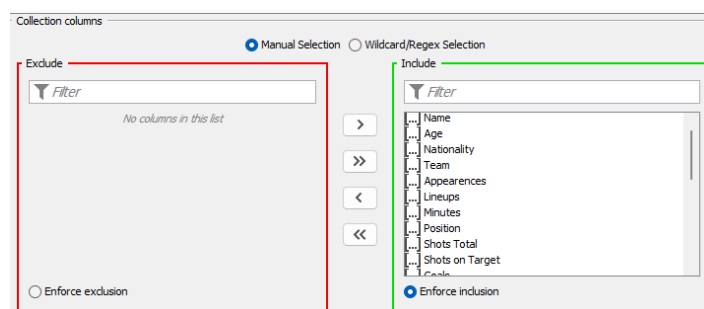 Collection columns
Manual Selection Wildcard/Regex Selection
Exclude
Filter
No columns in this list
Enforce exclusion
>
>>
<
<<
Include
Filter
[...] Name
[...] Age
[...] Nationality
[...] Team
[...] Appearences
[...] Lineups
[...] Minutes
[...] Position
[...] Shots Total
[...] Shots on Target
[...] Goals
Enforce inclusion